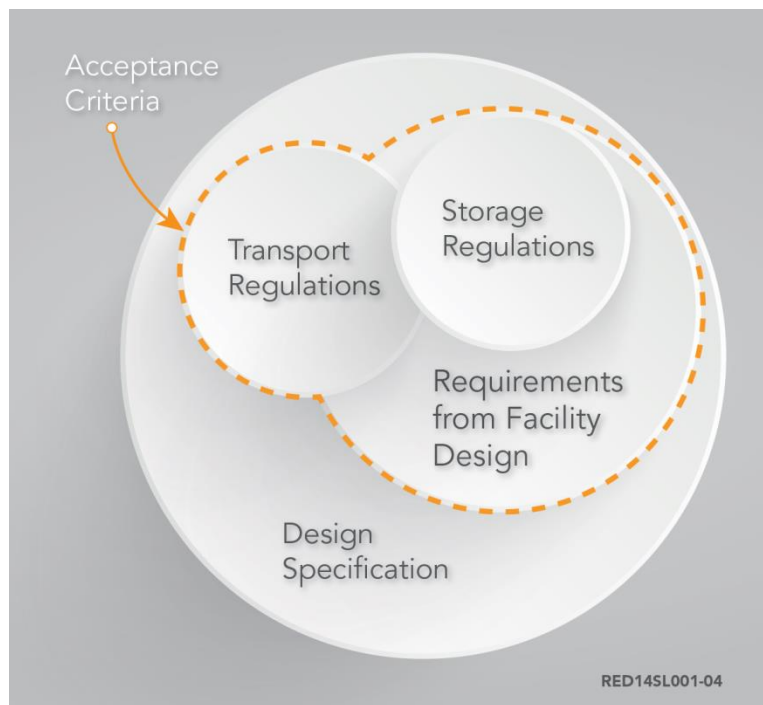 Acceptance
Criteria
Transport
Regulations
Storage
Regulations
Requirements
from Facility
Design
Design
Specification
RED14SL001-04